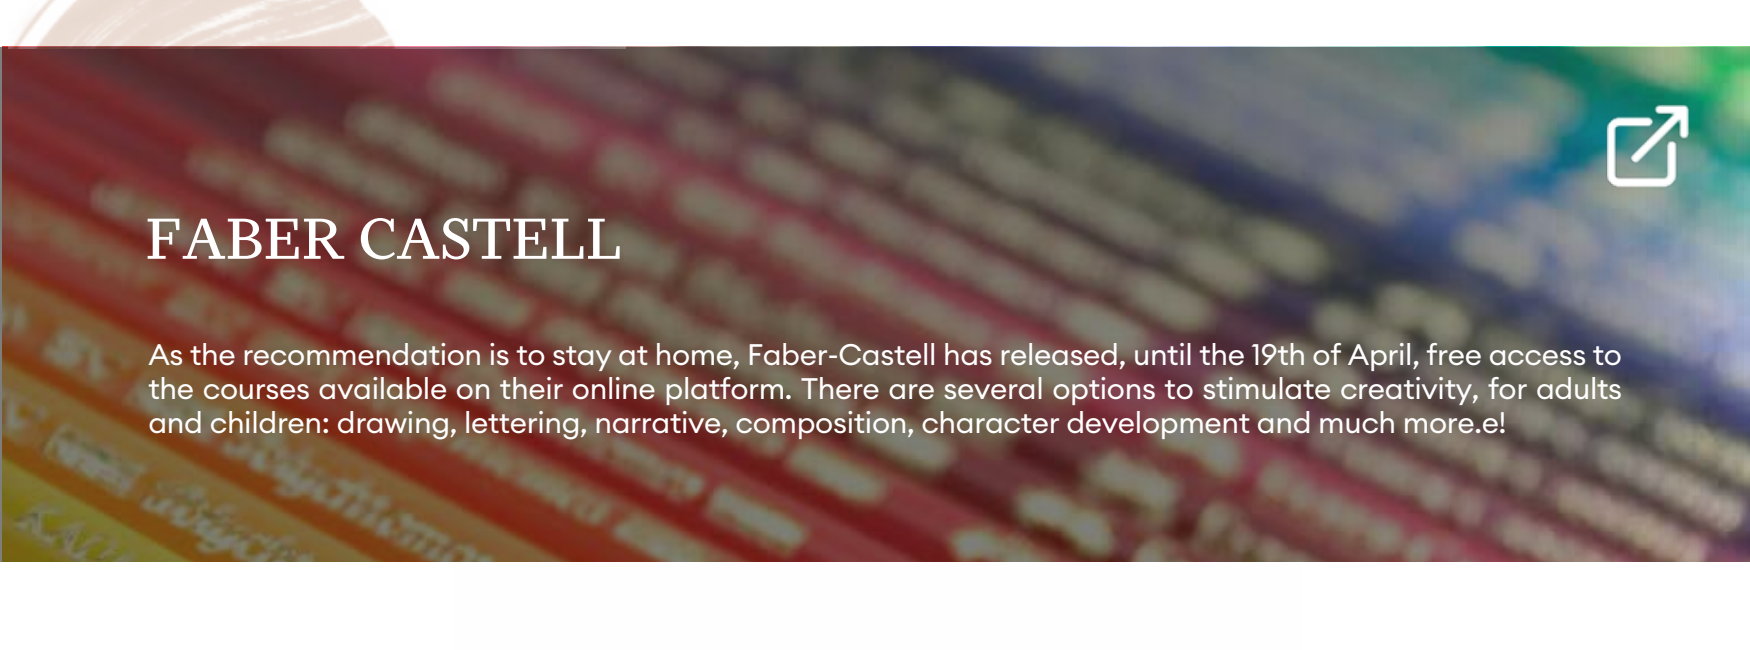 FABER CASTELL
As the recommendation is to stay at home, Faber-Castell has released, until the 19th of April, free access to
the courses available on their online platform. There are several options to stimulate creativity, for adults
and children: drawing, lettering, narrative, composition, character development and much more.e!